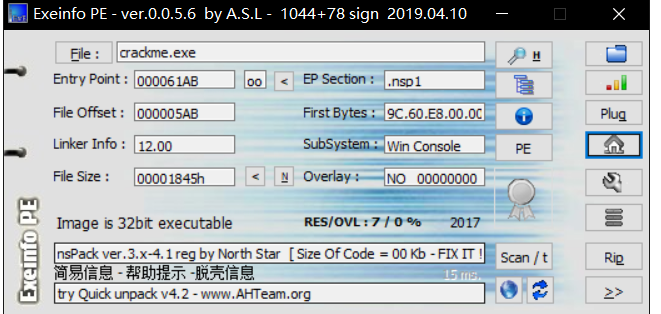 Exeinfo PE - ver.0.0.5.6 by A.S.L - 1044+78 sign 2019.04.10
File : crackme.exe H
Entry Point : 000061AB oo < EP Section : .nsp1
File Offset : 000005AB First Bytes : 9C.60.E8.00.00 Plug
Linker Info : 12.00 SubSystem : Win Console PE
File Size : 00001845h < N Overlay : NO 00000000
Image is 32bit executable RES/OVL : 7 / 0 % 2017
nsPack ver.3.x-4.1 reg by North Star [ Size Of Code = 00 Kb - FIX IT ! Scan / t Rip
简易信息 - 帮助提示 -脱壳信息 15 ms.
try Quick unpack v4.2 - www.AHTeam.org >>
Exeinfo PE